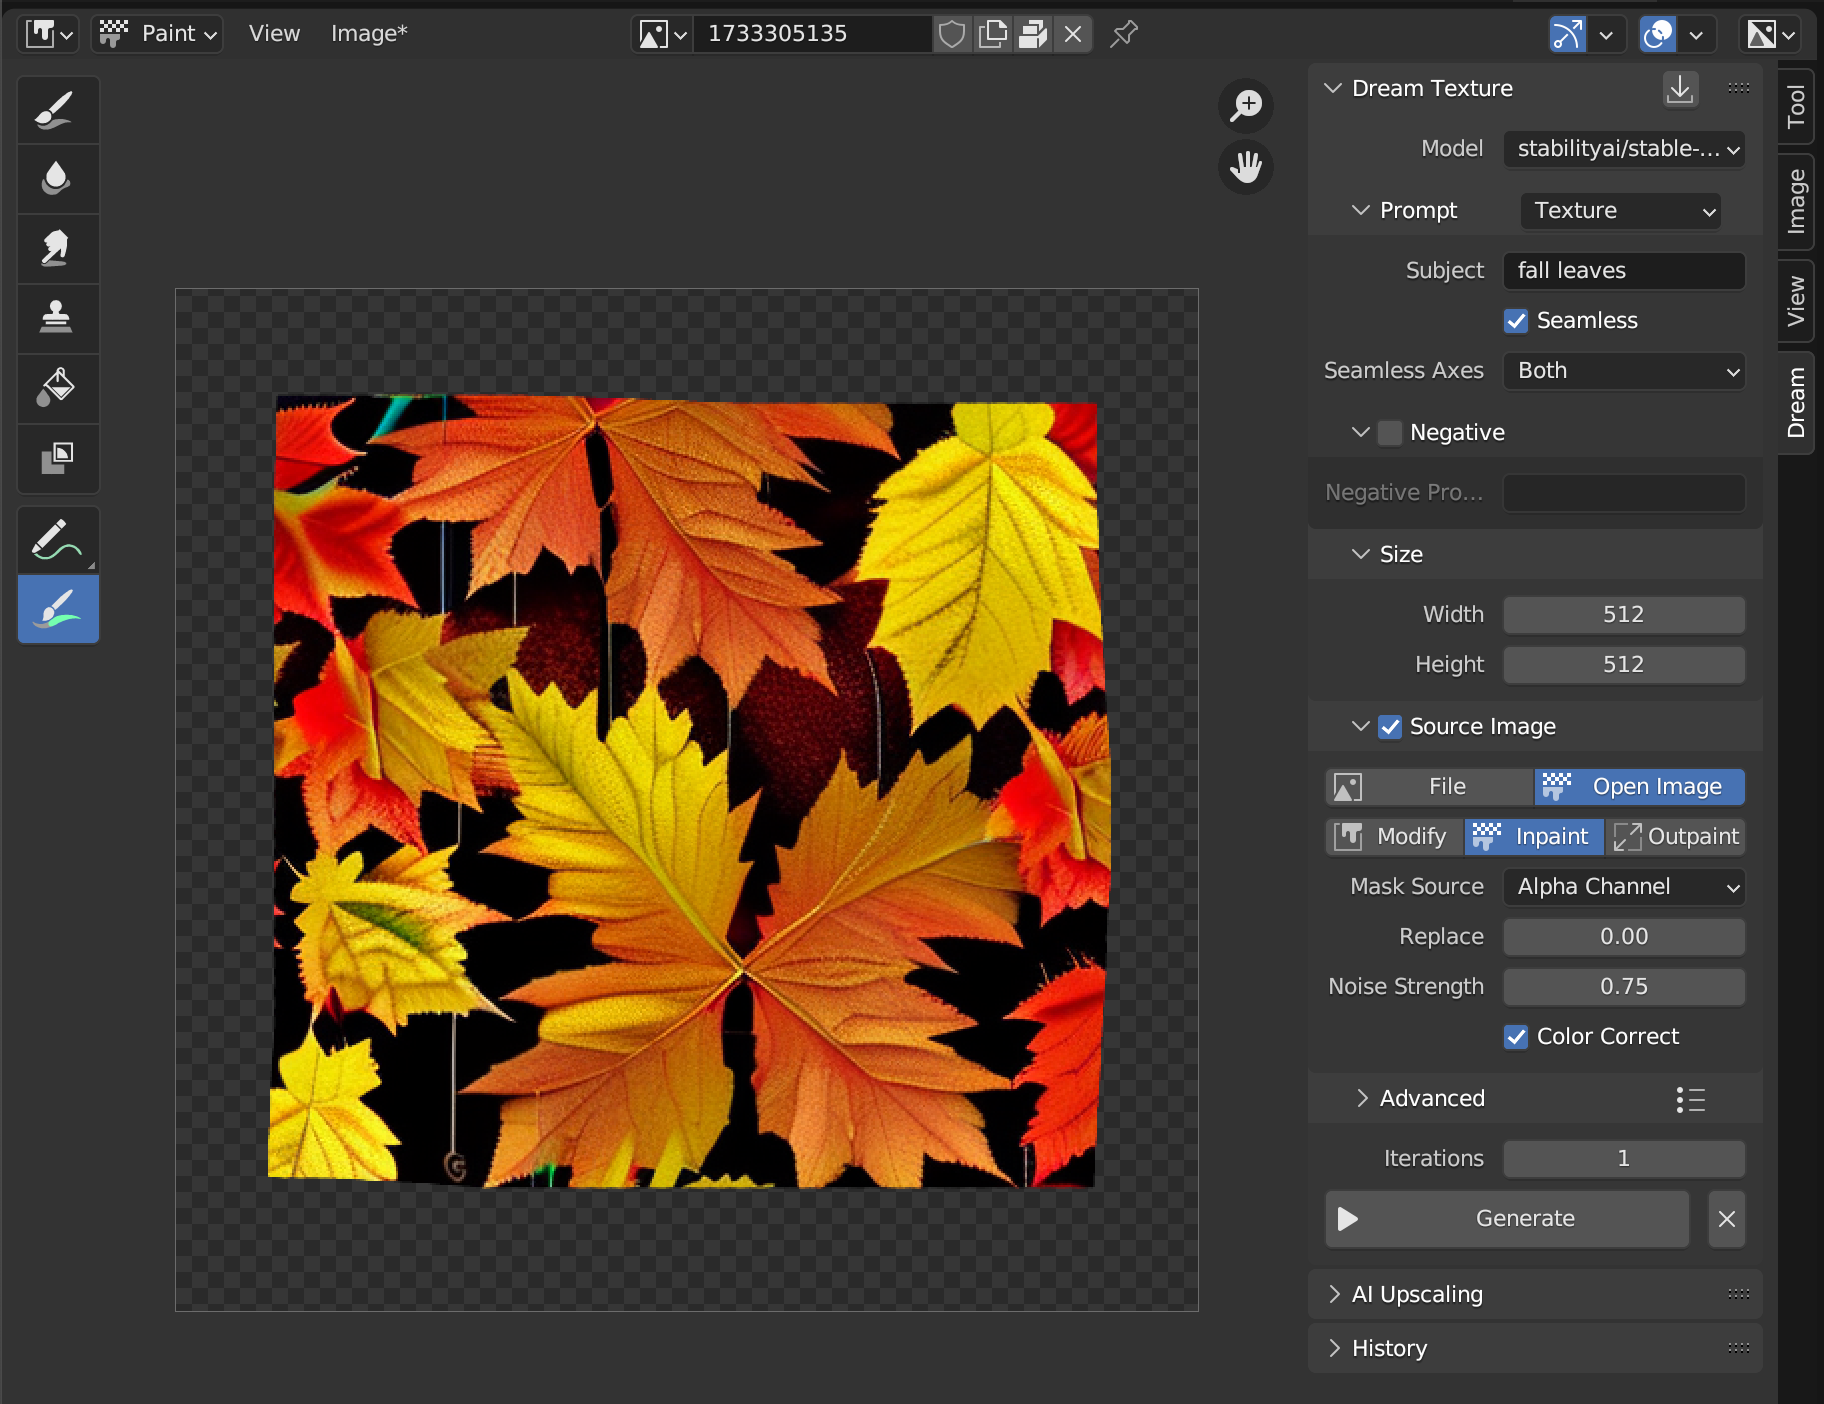 Paint
View
Image*
1733305135
Dream Texture
Model
stabilityai/stable-...
Prompt
Texture
Subject
fall leaves
Seamless
Seamless Axes
Both
Negative
Negative Pro...
Size
Width
512
Height
512
Source Image
File
Open Image
Modify
Inpaint
Outpaint
Mask Source
Alpha Channel
Replace
0.00
Noise Strength
0.75
Color Correct
Advanced
Iterations
1
Generate
AI Upscaling
History
Tool
Image
View
Dream